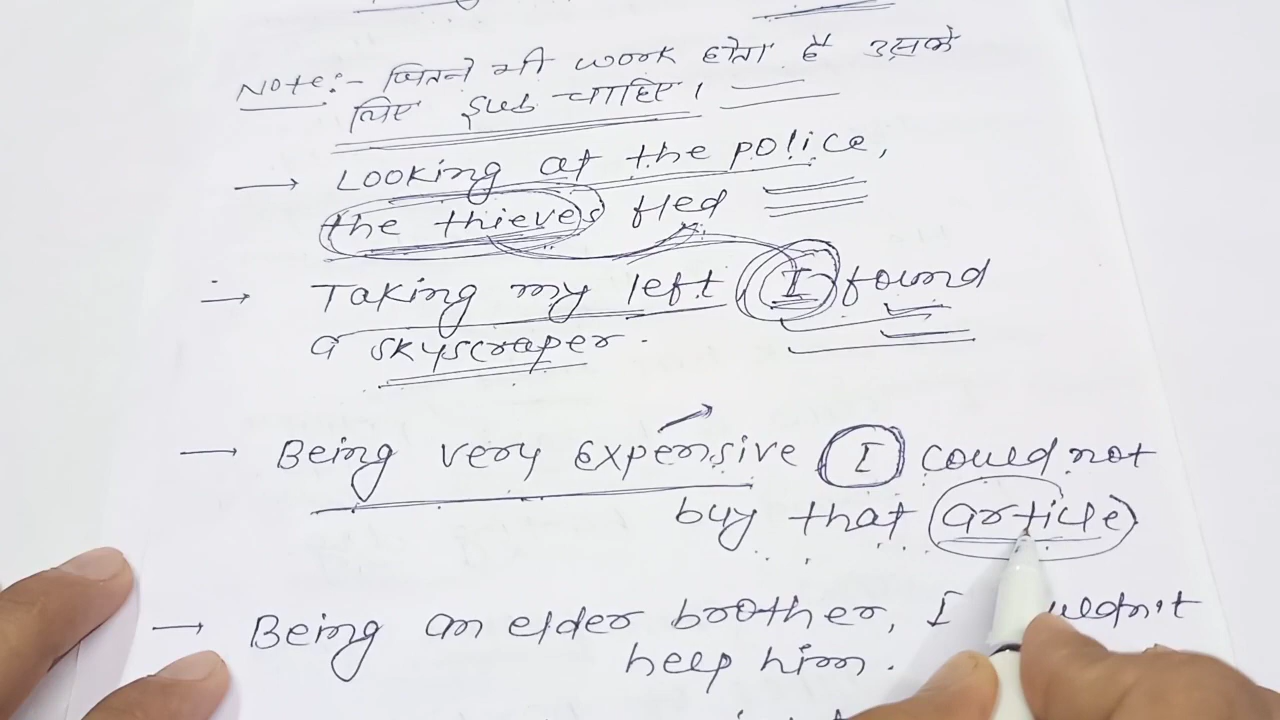 Note:- जितने भी work होता है उसके
लिए sub चाहिए।
→ Looking at the police,
the thieves fled
→ Taking my left I found
a skyscraper.
→ Being very expensive I could not
buy that article
→ Being an elder brother, I
help him.